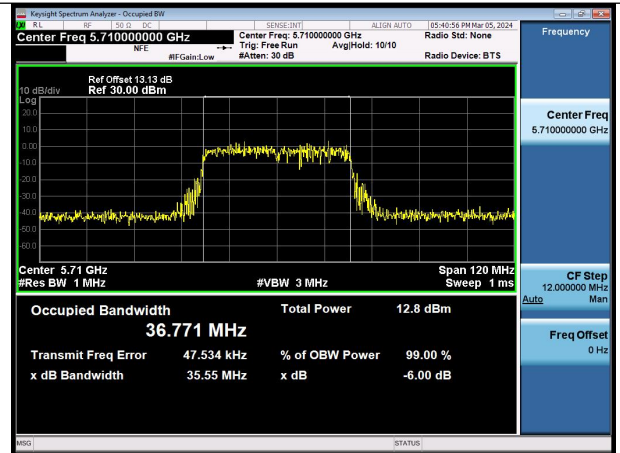 Keysight Spectrum Analyzer - Occupied BW
RL RF 50 Ω DC SENSE:INT ALIGN AUTO 05:40:56 PM Mar 05, 2024
Center Freq 5.710000000 GHz Center Freq: 5.710000000 GHz Radio Std: None
NFE Trig: Free Run Avg|Hold: 10/10
#IFGain:Low #Atten: 30 dB Radio Device: BTS
Ref Offset 13.13 dB
10 dB/div Ref 30.00 dBm
Log
20.0
10.0
0.00
-10.0
-20.0
-30.0
-40.0
-50.0
-60.0
Center 5.71 GHz Span 120 MHz
#Res BW 1 MHz #VBW 3 MHz Sweep 1 ms
Occupied Bandwidth Total Power 12.8 dBm
36.771 MHz
Transmit Freq Error 47.534 kHz % of OBW Power 99.00 %
x dB Bandwidth 35.55 MHz x dB -6.00 dB
MSG STATUS
Frequency
Center Freq
5.710000000 GHz
CF Step
12.000000 MHz
Auto Man
Freq Offset
0 Hz